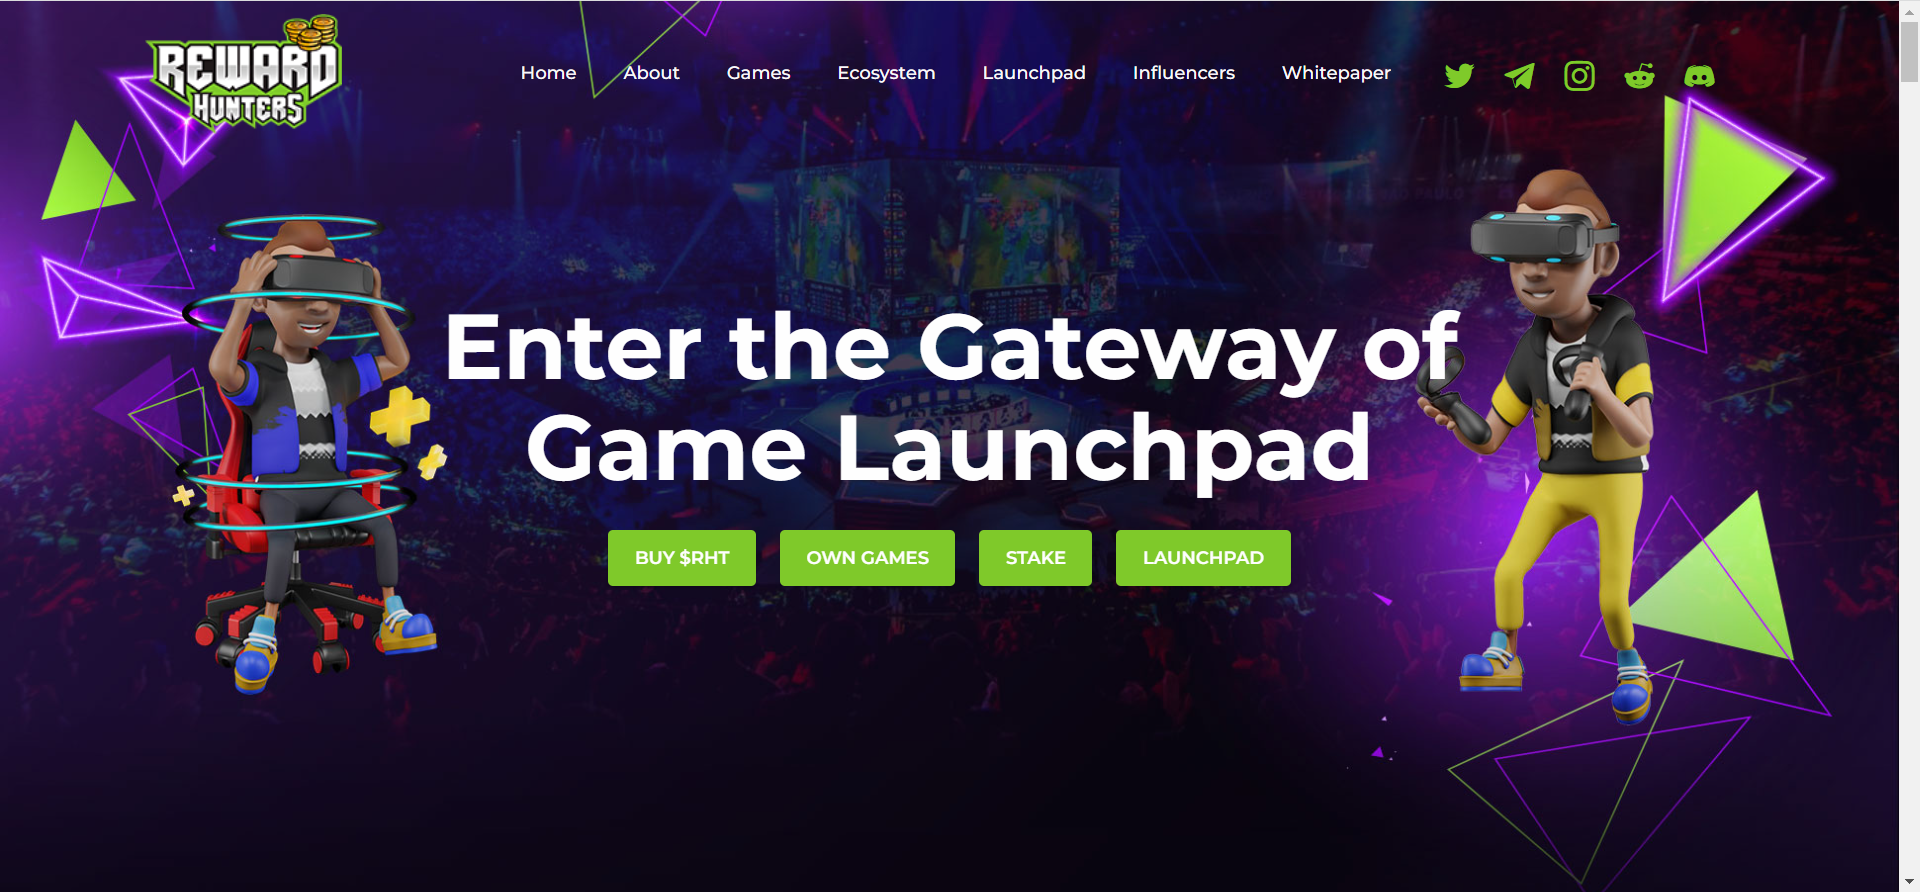 REWARD
HUNTERS
Home
About
Games
Ecosystem
Launchpad
Influencers
Whitepaper
Enter the Gateway of
Game Launchpad
BUY $RHT
OWN GAMES
STAKE
LAUNCHPAD